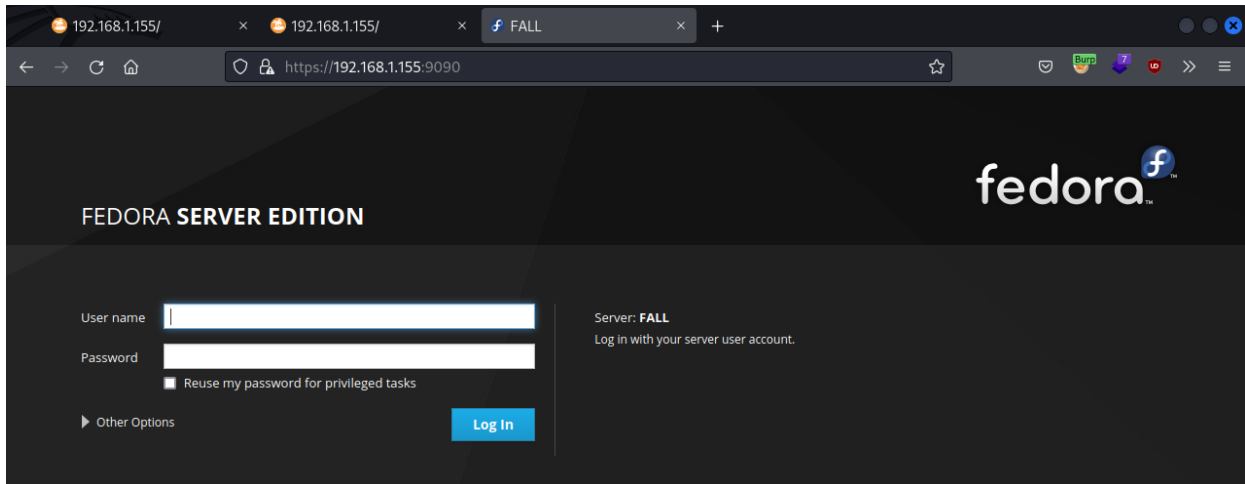 192.168.1.155/ 192.168.1.155/ FALL
https://192.168.1.155:9090 Burp 7
fedora
FEDORA SERVER EDITION
User name
Server: FALL
Log in with your server user account.
Password
Reuse my password for privileged tasks
Other Options
Log In